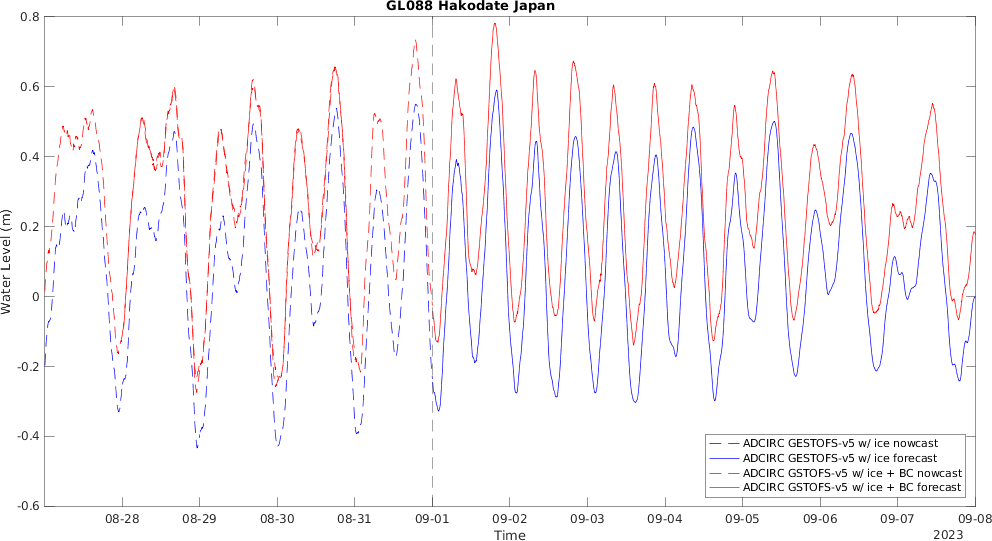 GL088 Hakodate Japan
0.8
0.6
0.4
0.2
0
-0.2
-0.4
-0.6
Water Level (m)
ADCIRC GESTOFS-v5 w/ ice nowcast
ADCIRC GESTOFS-v5 w/ ice forecast
ADCIRC GSTOFS-v5 w/ ice + BC nowcast
ADCIRC GSTOFS-v5 w/ ice + BC forecast
08-28 08-29 08-30 08-31 09-01 09-02 09-03 09-04 09-05 09-06 09-07 09-08
Time
2023